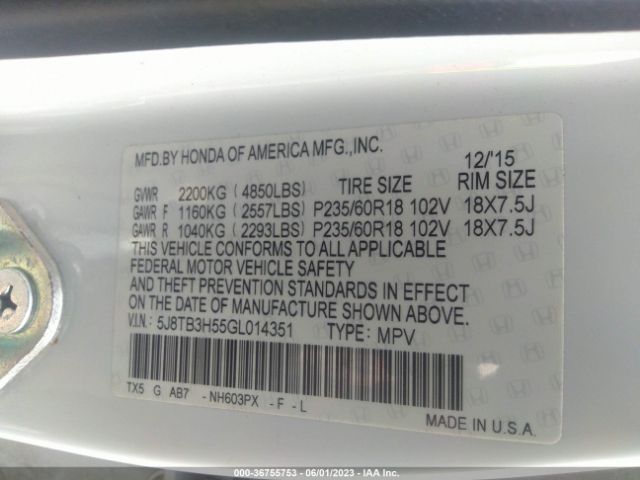 MFD.BY HONDA OF AMERICA MFG.,INC. 12/'15
GVWR 2200KG (4850LBS) TIRE SIZE RIM SIZE
GAWR F 1160KG (2557LBS) P235/60R18 102V 18X7.5J
GAWR R 1040KG (2293LBS) P235/60R18 102V 18X7.5J
THIS VEHICLE CONFORMS TO ALL APPLICABLE
FEDERAL MOTOR VEHICLE SAFETY
AND THEFT PREVENTION STANDARDS IN EFFECT
ON THE DATE OF MANUFACTURE SHOWN ABOVE.
V.I.N.: 5J8TB3H55GL014351 TYPE: MPV
TX5 G AB7 - NH603PX - F - L
MADE IN U.S.A.
000-36755753 - 06/01/2023 - IAA Inc.